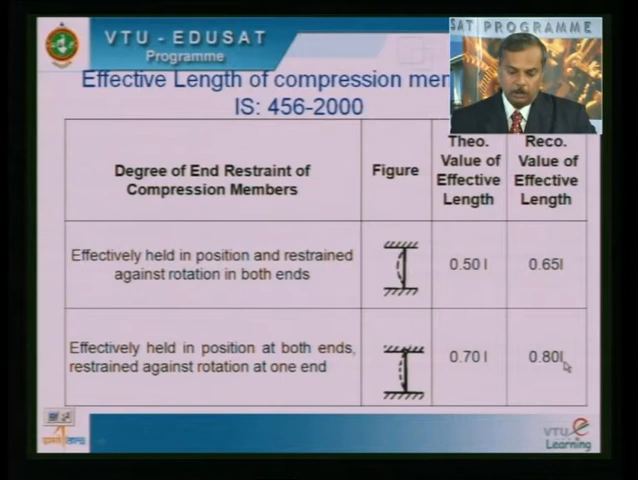 VTU - EDUSAT
Programme
SAT PROGRAMME
Effective Length of compression
IS: 456-2000
Degree of End Restraint of
Compression Members
Figure
Theo.
Value of
Effective
Length
Reco.
Value of
Effective
Length
Effectively held in position and restrained
against rotation in both ends
0.50 l
0.65l
Effectively held in position at both ends,
restrained against rotation at one end
0.70 l
0.80l
VTU e
Learning